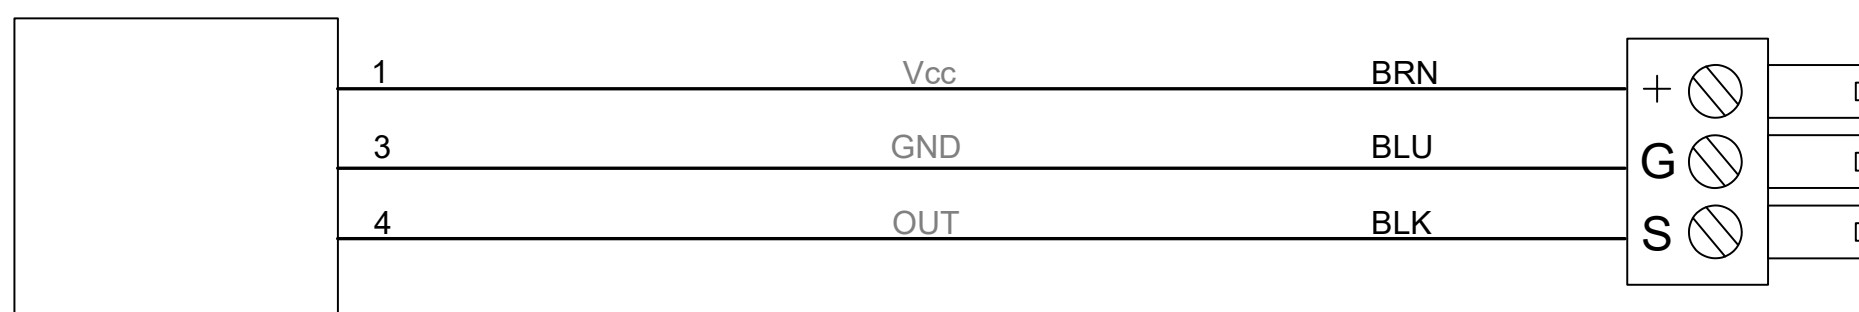 1 Vcc BRN +
3 GND BLU G
4 OUT BLK S